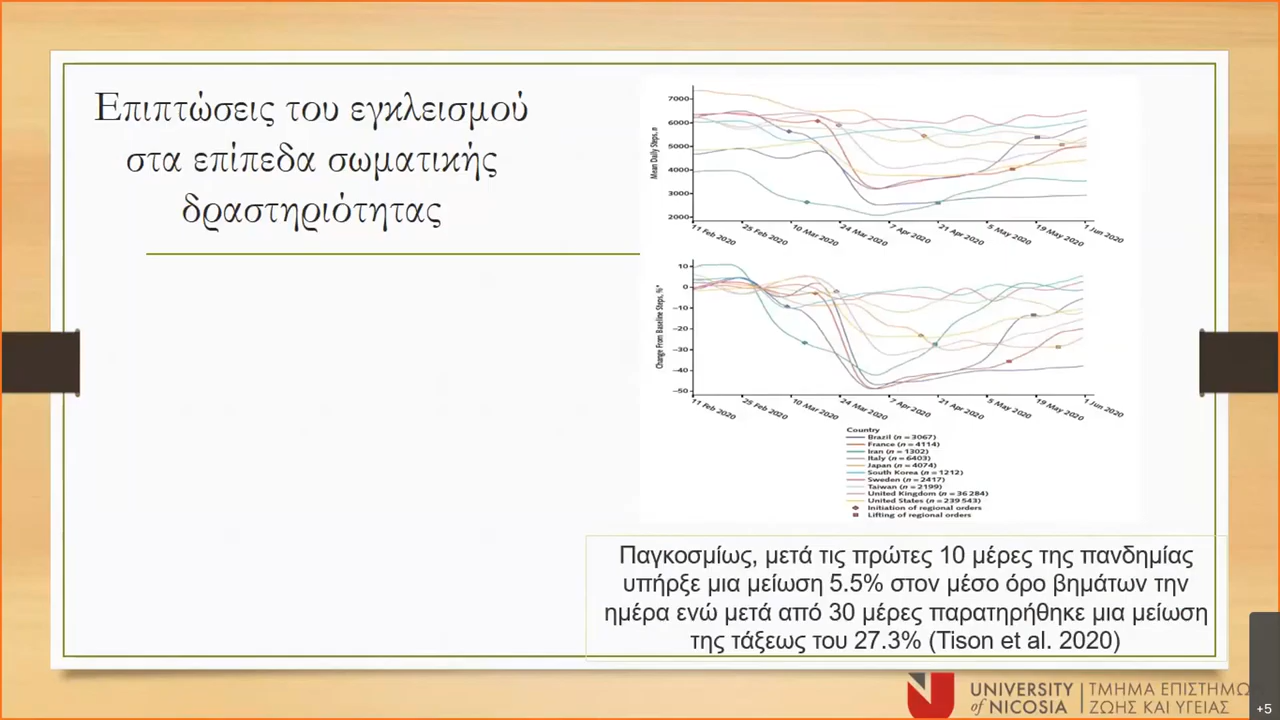 Επιπτώσεις του εγκλεισμού
στα επίπεδα σωματικής
δραστηριότητας
Mean Daily Steps, n
7000
6000
5000
4000
3000
2000
11 Feb 2020
25 Feb 2020
10 Mar 2020
24 Mar 2020
7 Apr 2020
21 Apr 2020
5 May 2020
19 May 2020
1 Jun 2020
Change From Baseline Steps, %*
10
0
−10
−20
−30
−40
−50
11 Feb 2020
25 Feb 2020
10 Mar 2020
24 Mar 2020
7 Apr 2020
21 Apr 2020
5 May 2020
19 May 2020
1 Jun 2020
Country
Brazil (n = 3067)
France (n = 4114)
Iran (n = 1302)
Italy (n = 6403)
Japan (n = 4074)
South Korea (n = 1212)
Sweden (n = 2417)
Taiwan (n = 2199)
United Kingdom (n = 36 284)
United States (n = 239 543)
Initiation of regional orders
Lifting of regional orders
Παγκοσμίως, μετά τις πρώτες 10 μέρες της πανδημίας
υπήρξε μια μείωση 5.5% στον μέσο όρο βημάτων την
ημέρα ενώ μετά από 30 μέρες παρατηρήθηκε μια μείωση
της τάξεως του 27.3% (Tison et al. 2020)
UNIVERSITY
of NICOSIA
ΤΜΗΜΑ ΕΠΙΣΤΗΜΩ
ΖΩΗΣ ΚΑΙ ΥΓΕΙΑΣ
+5